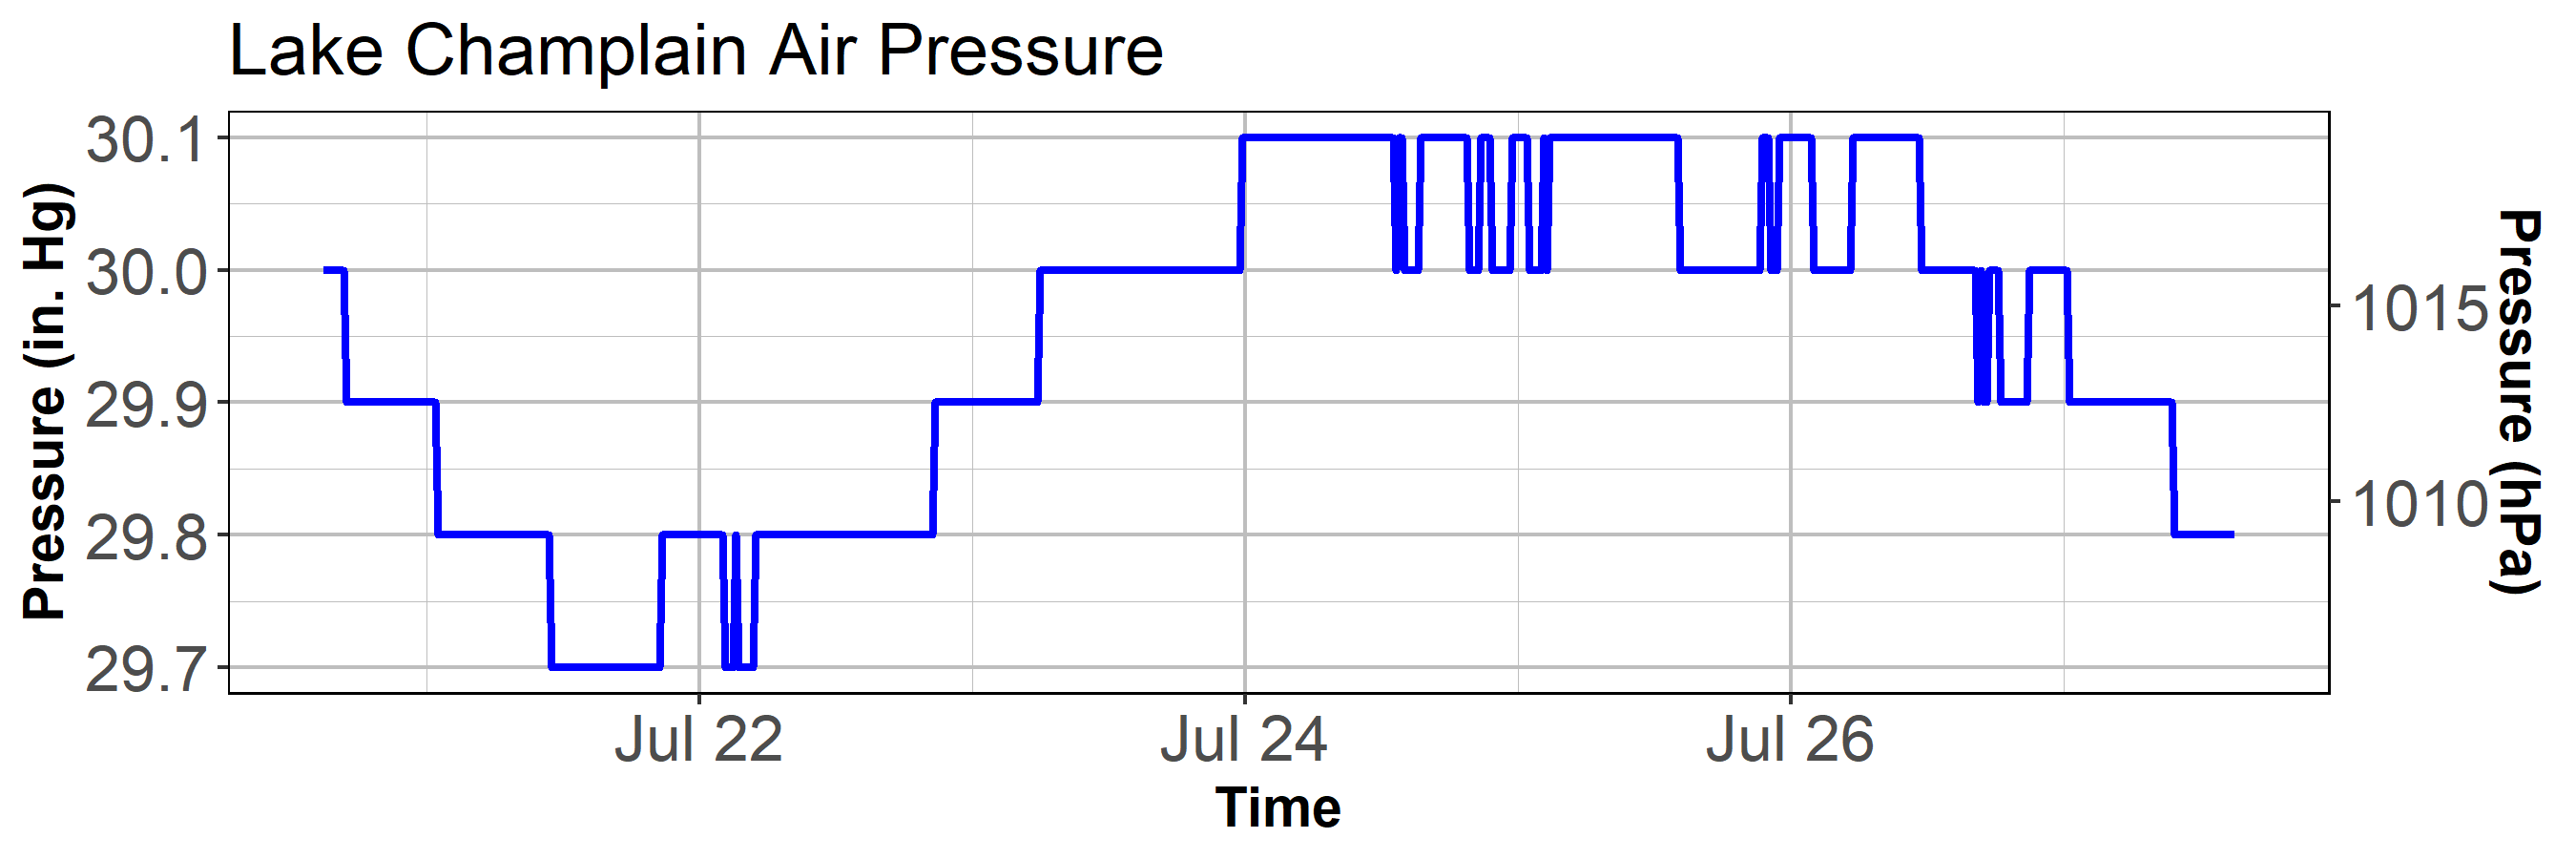 Lake Champlain Air Pressure
Pressure (in. Hg)
30.1
30.0
29.9
29.8
29.7
1015
1010
Pressure (hPa)
Jul 22
Jul 24
Jul 26
Time